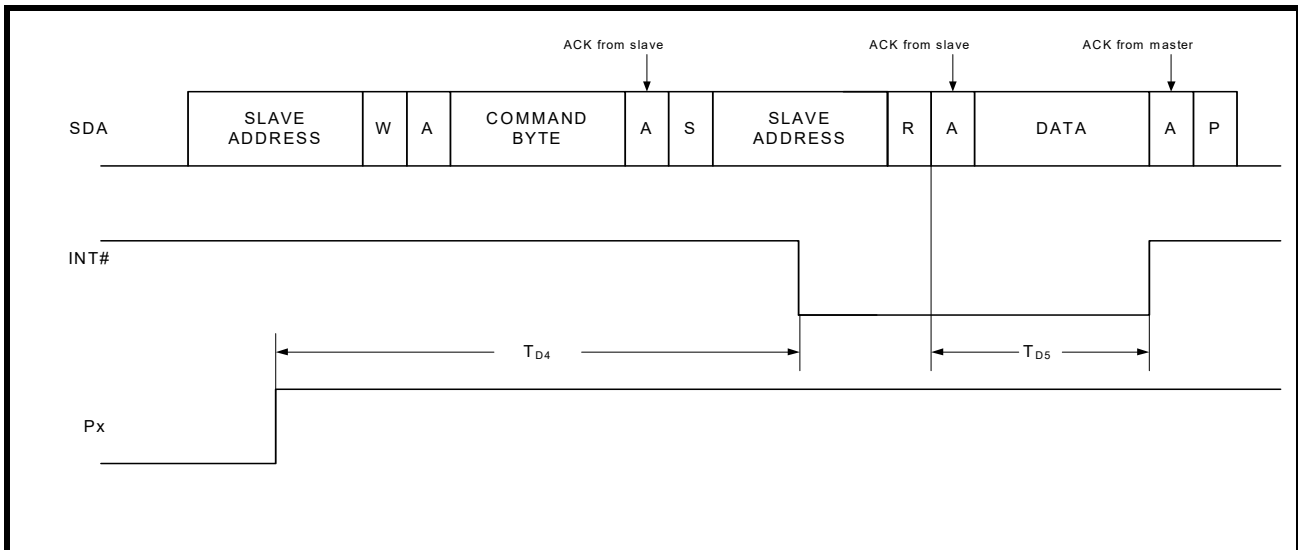 ACK from slave ACK from slave ACK from master
SDA SLAVE ADDRESS W A COMMAND BYTE A S SLAVE ADDRESS R A DATA A P
INT#
TD4 TD5
Px